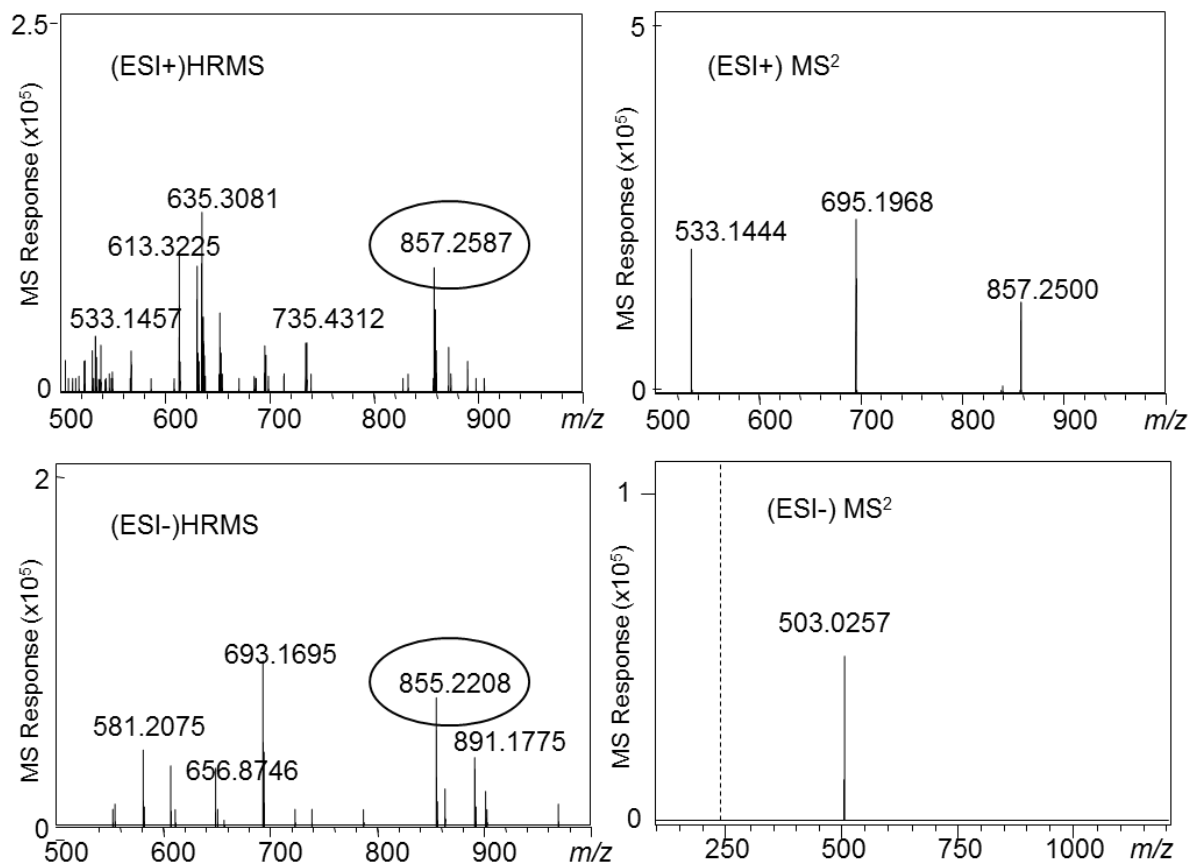 2.5
(ESI+)HRMS
MS Response (x10⁵)
635.3081
613.3225
857.2587
533.1457
735.4312
0
500 600 700 800 900 m/z
5
(ESI+) MS²
MS Response (x10⁵)
695.1968
533.1444
857.2500
0
500 600 700 800 900 m/z
2
(ESI-)HRMS
MS Response (x10⁵)
693.1695
855.2208
581.2075
891.1775
656.8746
0
500 600 700 800 900 m/z
1
(ESI-) MS²
MS Response (x10⁵)
503.0257
0
250 500 750 1000 m/z